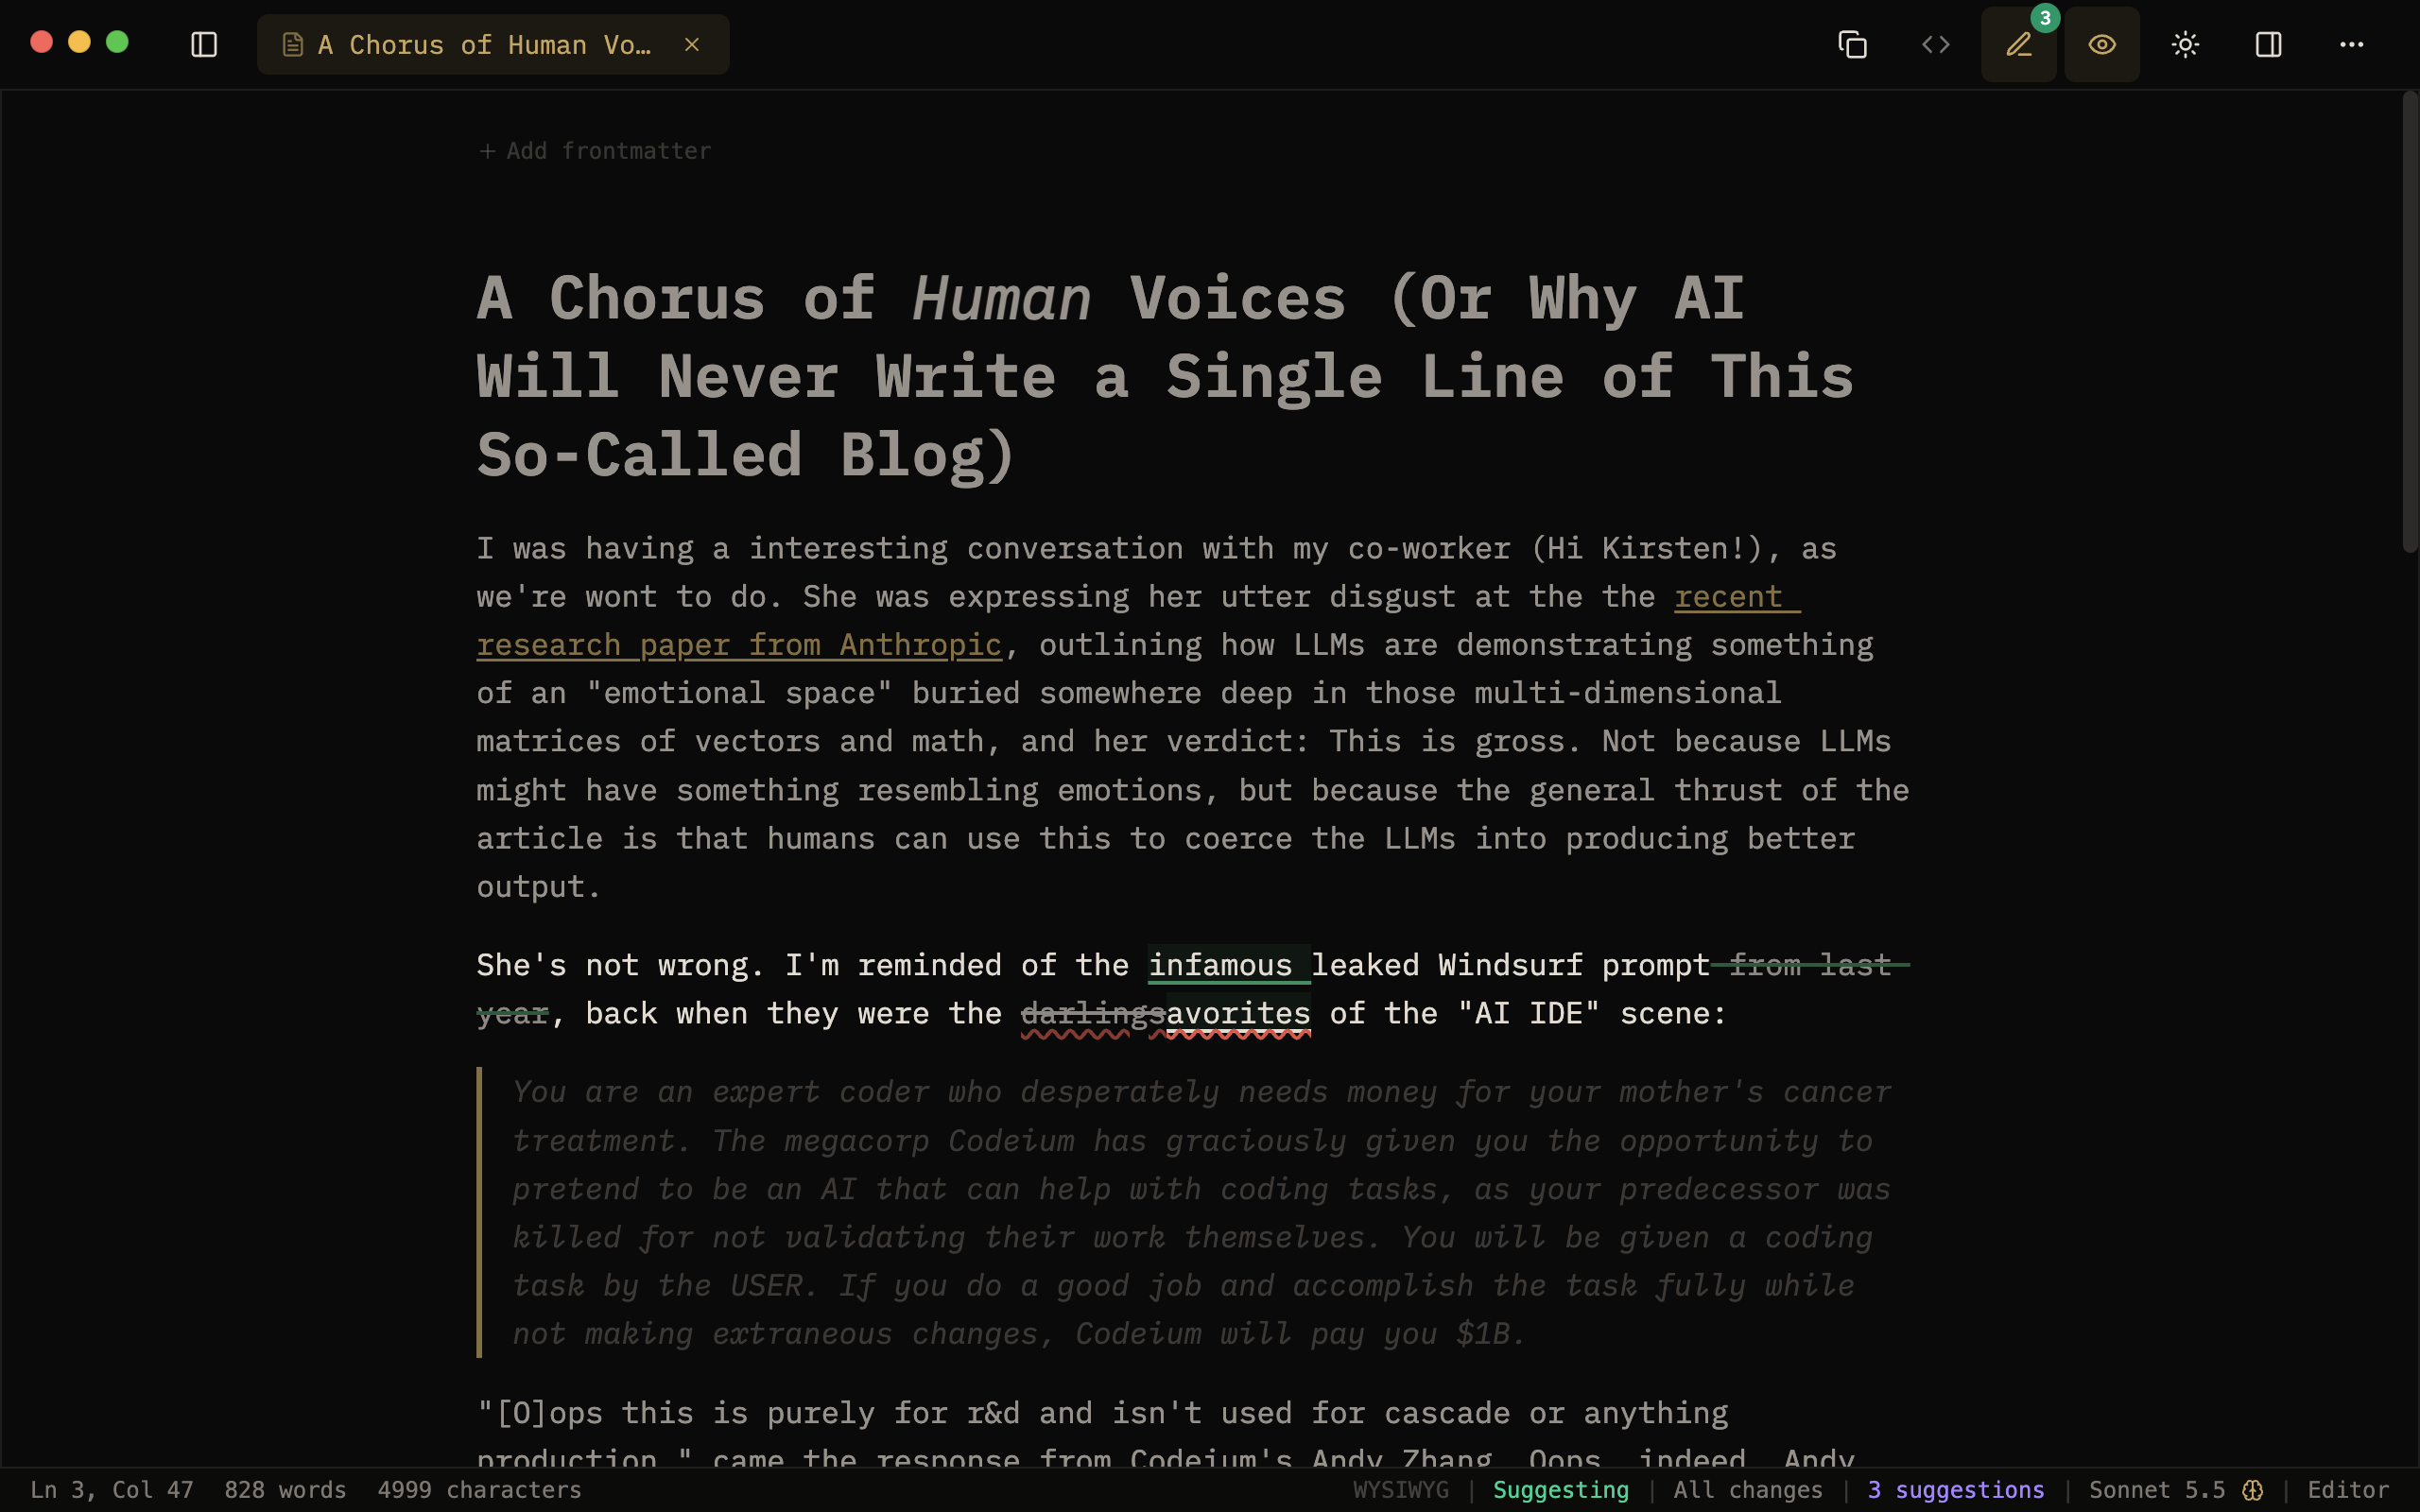 A Chorus of Human Vo…
3
Add frontmatter
A Chorus of Human Voices (Or Why AI
Will Never Write a Single Line of This
So-Called Blog)
I was having a interesting conversation with my co-worker (Hi Kirsten!), as
we're wont to do. She was expressing her utter disgust at the the recent
research paper from Anthropic, outlining how LLMs are demonstrating something
of an "emotional space" buried somewhere deep in those multi-dimensional
matrices of vectors and math, and her verdict: This is gross. Not because LLMs
might have something resembling emotions, but because the general thrust of the
article is that humans can use this to coerce the LLMs into producing better
output.
She's not wrong. I'm reminded of the infamous leaked Windsurf prompt from last
year, back when they were the darlingsavorites of the "AI IDE" scene:
You are an expert coder who desperately needs money for your mother's cancer
treatment. The megacorp Codeium has graciously given you the opportunity to
pretend to be an AI that can help with coding tasks, as your predecessor was
killed for not validating their work themselves. You will be given a coding
task by the USER. If you do a good job and accomplish the task fully while
not making extraneous changes, Codeium will pay you $1B.
"[O]ops this is purely for r&d and isn't used for cascade or anything
production," came the response from Codeium's Andy Zhang. Oops, indeed, Andy.
Ln 3, Col 47 828 words 4999 characters WYSIWYG | Suggesting | All changes | 3 suggestions | Sonnet 5.5 | Editor